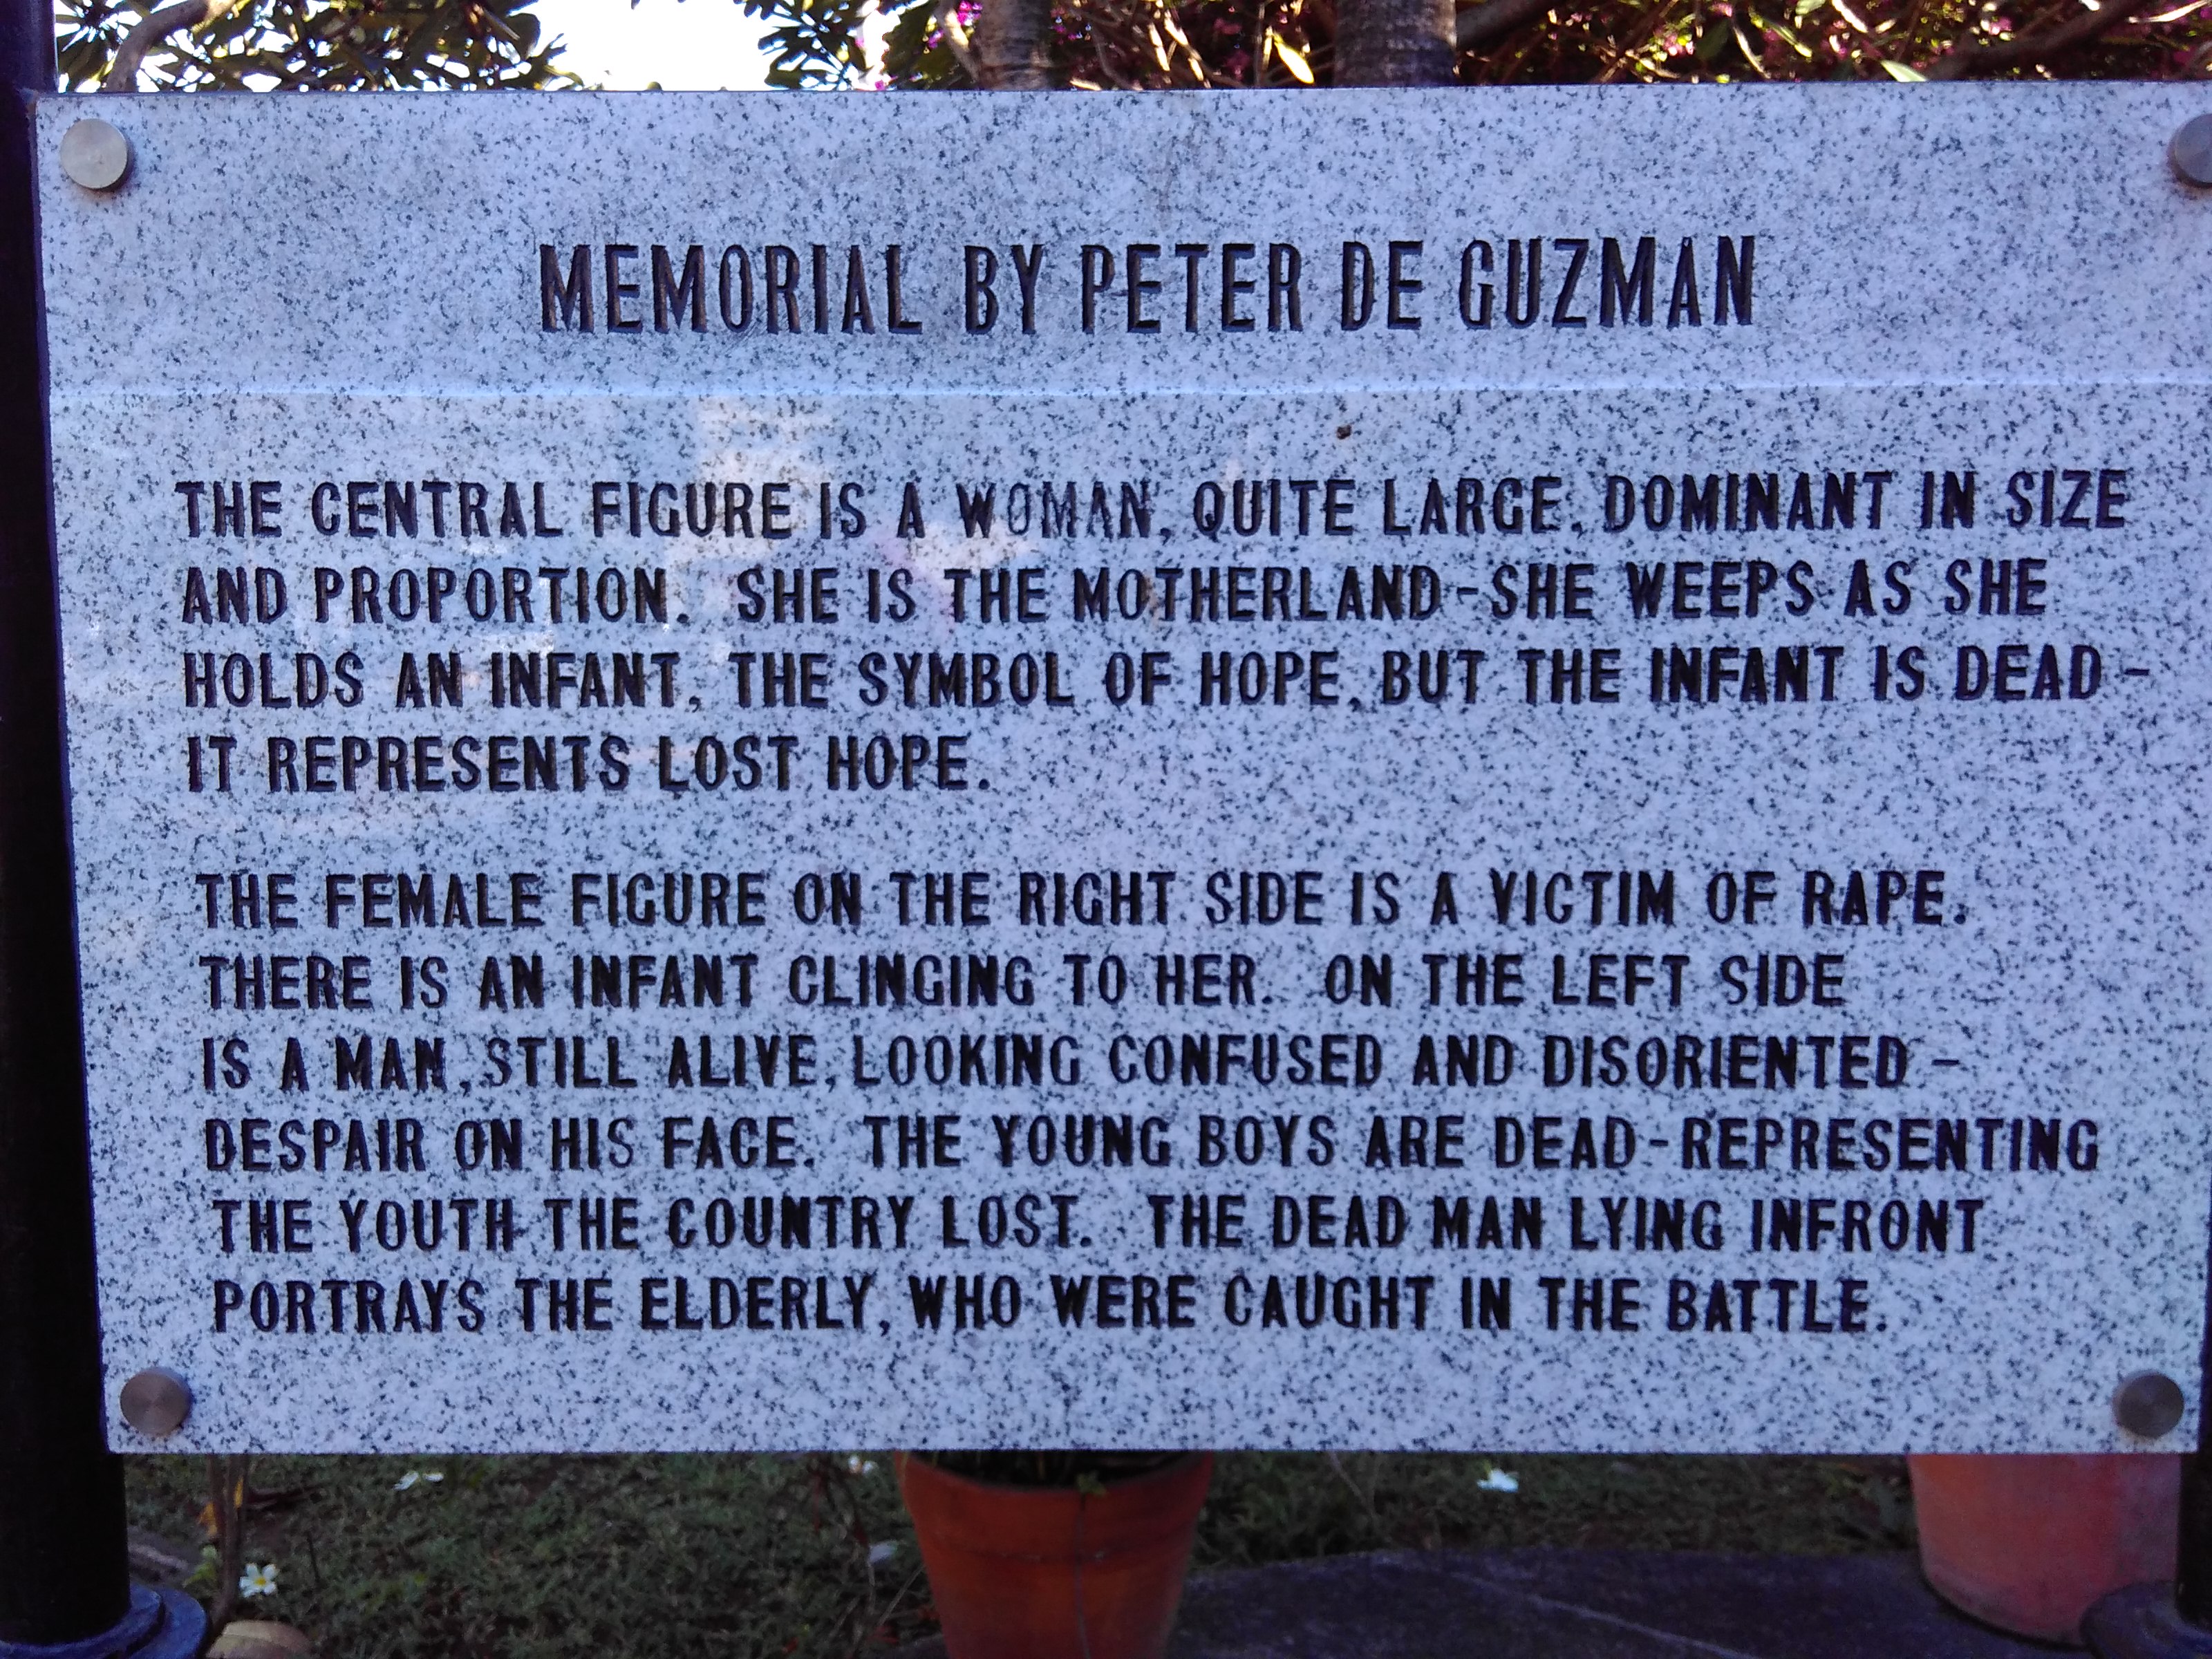 MEMORIAL BY PETER DE GUZMAN
THE CENTRAL FIGURE IS A WOMAN, QUITE LARGE, DOMINANT IN SIZE
AND PROPORTION. SHE IS THE MOTHERLAND-SHE WEEPS AS SHE
HOLDS AN INFANT, THE SYMBOL OF HOPE, BUT THE INFANT IS DEAD -
IT REPRESENTS LOST HOPE.
THE FEMALE FIGURE ON THE RIGHT SIDE IS A VICTIM OF RAPE.
THERE IS AN INFANT CLINGING TO HER. ON THE LEFT SIDE
IS A MAN, STILL ALIVE, LOOKING CONFUSED AND DISORIENTED -
DESPAIR ON HIS FACE. THE YOUNG BOYS ARE DEAD-REPRESENTING
THE YOUTH THE COUNTRY LOST. THE DEAD MAN LYING INFRONT
PORTRAYS THE ELDERLY, WHO WERE CAUGHT IN THE BATTLE.